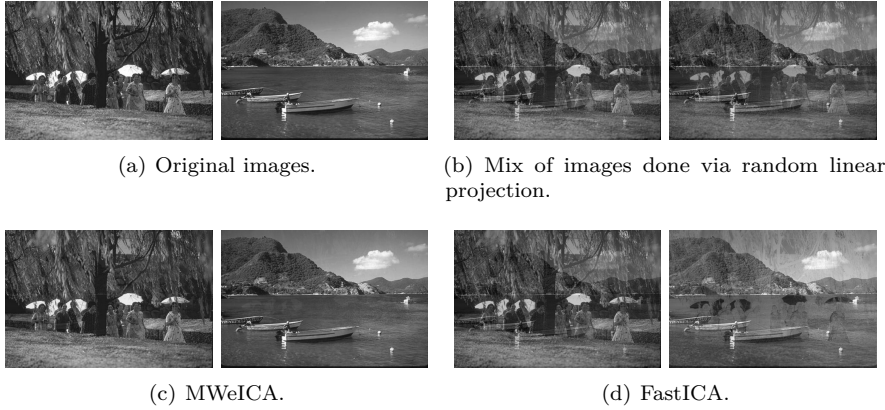 (a) Original images.
(b) Mix of images done via random linear
projection.
(c) MWeICA.
(d) FastICA.